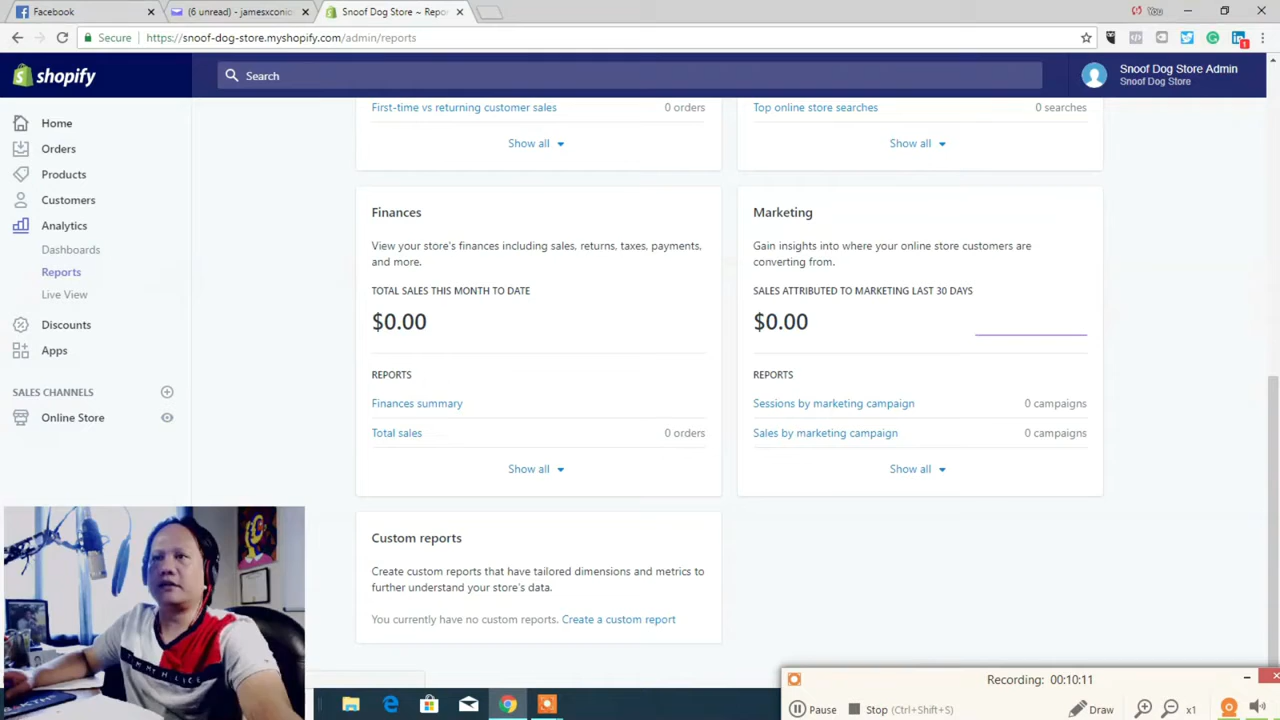 Facebook
(6 unread) - jamesxconic
Snoof Dog Store ~ Repo
You
Secure
https://snoof-dog-store.myshopify.com/admin/reports
1
shopify
Search
Snoof Dog Store Admin
Snoof Dog Store
Home
Orders
Products
Customers
Analytics
Dashboards
Reports
Live View
Discounts
Apps
SALES CHANNELS
Online Store
First-time vs returning customer sales 0 orders
Show all
Top online store searches 0 searches
Show all
Finances
View your store's finances including sales, returns, taxes, payments,
and more.
TOTAL SALES THIS MONTH TO DATE
$0.00
REPORTS
Finances summary
Total sales 0 orders
Show all
Marketing
Gain insights into where your online store customers are
converting from.
SALES ATTRIBUTED TO MARKETING LAST 30 DAYS
$0.00
REPORTS
Sessions by marketing campaign 0 campaigns
Sales by marketing campaign 0 campaigns
Show all
Custom reports
Create custom reports that have tailored dimensions and metrics to
further understand your store's data.
You currently have no custom reports. Create a custom report
Recording: 00:10:11
Pause
Stop (Ctrl+Shift+S)
Draw
x1